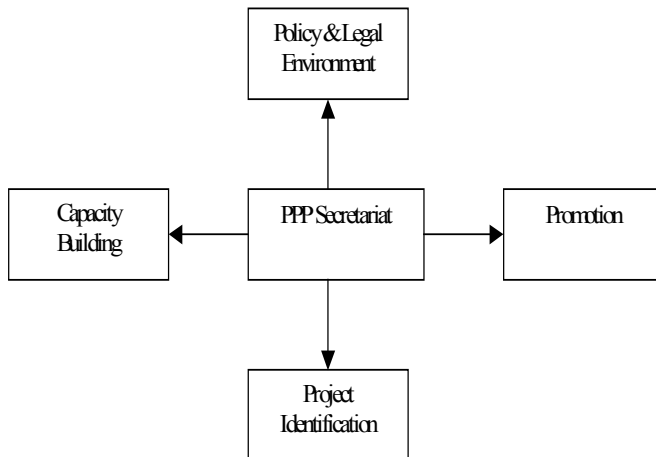 Policy & Legal
Environment
Capacity
Building
PPP Secretariat
Promotion
Project
Identification